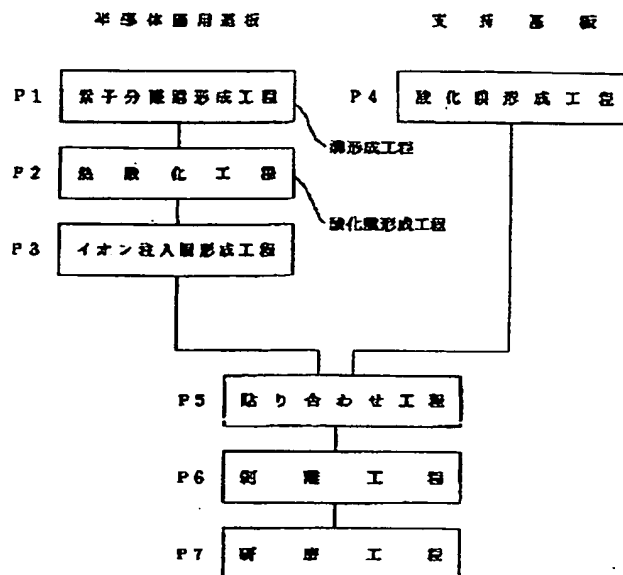 半導体層用基板
支持基板
P1 素子分離溝形成工程
P4 酸化膜形成工程
溝形成工程
P2 熱酸化工程
酸化膜形成工程
P3 イオン注入層形成工程
P5 貼り合わせ工程
P6 剥離工程
P7 研磨工程